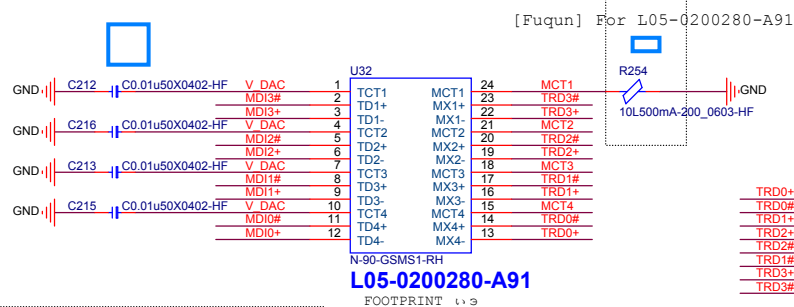 [Fuqun] For L05-0200280-A91
U32
R254
GND C212 C0.01u50X0402-HF V_DAC 1 TCT1 MCT1 24 MCT1 GND
MDI3# 2 TD1+ MX1+ 23 TRD3#
10L500mA-200_0603-HF
MDI3+ 3 TD1- MX1- 22 TRD3+
GND C216 C0.01u50X0402-HF V_DAC 4 TCT2 MCT2 21 MCT2
MDI2# 5 TD2+ MX2+ 20 TRD2#
MDI2+ 6 TD2- MX2- 19 TRD2+
GND C213 C0.01u50X0402-HF V_DAC 7 TCT3 MCT3 18 MCT3
MDI1# 8 TD3+ MX3+ 17 TRD1#
MDI1+ 9 TD3- MX3- 16 TRD1+
GND C215 C0.01u50X0402-HF V_DAC 10 TCT4 MCT4 15 MCT4
MDI0# 11 TD4+ MX4+ 14 TRD0#
MDI0+ 12 TD4- MX4- 13 TRD0+
TRD0+
TRD0#
TRD1+
TRD2+
TRD2#
TRD1#
TRD3+
TRD3#
N-90-GSMS1-RH
L05-0200280-A91
FOOTPRINT